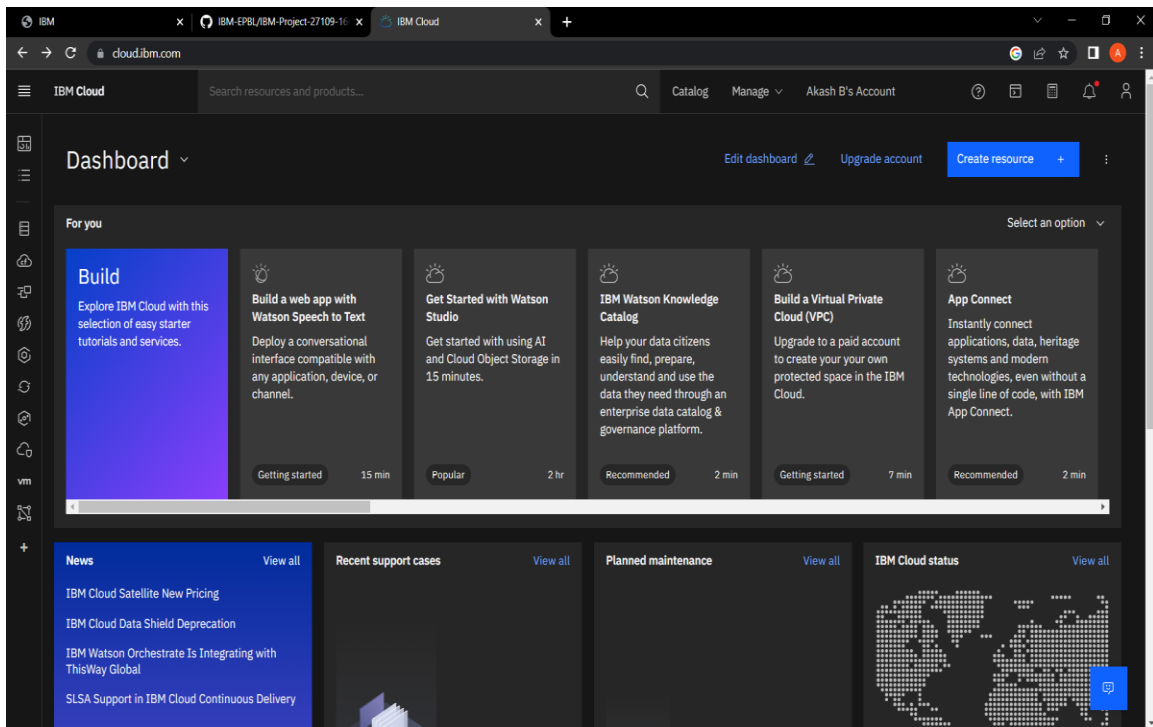 IBM
IBM-EPBL/IBM-Project-27109-16
IBM Cloud
cloud.ibm.com
A
IBM Cloud
Search resources and products...
Catalog
Manage
Akash B's Account
Dashboard
Edit dashboard
Upgrade account
Create resource +
For you
Select an option
Build
Explore IBM Cloud with this
selection of easy starter
tutorials and services.
Build a web app with
Watson Speech to Text
Deploy a conversational
interface compatible with
any application, device, or
channel.
Getting started
15 min
Get Started with Watson
Studio
Get started with using AI
and Cloud Object Storage in
15 minutes.
Popular
2 hr
IBM Watson Knowledge
Catalog
Help your data citizens
easily find, prepare,
understand and use the
data they need through an
enterprise data catalog &
governance platform.
Recommended
2 min
Build a Virtual Private
Cloud (VPC)
Upgrade to a paid account
to create your your own
protected space in the IBM
Cloud.
Getting started
7 min
App Connect
Instantly connect
applications, data, heritage
systems and modern
technologies, even without a
single line of code, with IBM
App Connect.
Recommended
2 min
vm
News
View all
IBM Cloud Satellite New Pricing
IBM Cloud Data Shield Deprecation
IBM Watson Orchestrate Is Integrating with
ThisWay Global
SLSA Support in IBM Cloud Continuous Delivery
Recent support cases
View all
Planned maintenance
View all
IBM Cloud status
View all